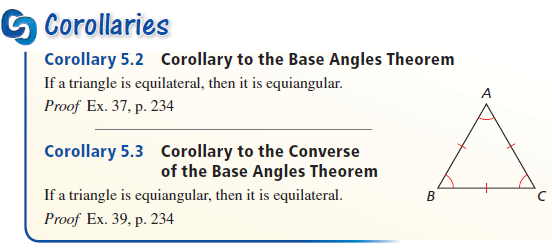 Corollaries
Corollary 5.2 Corollary to the Base Angles Theorem
If a triangle is equilateral, then it is equiangular.
Proof Ex. 37, p. 234
Corollary 5.3 Corollary to the Converse
of the Base Angles Theorem
If a triangle is equiangular, then it is equilateral.
Proof Ex. 39, p. 234
A
B
C